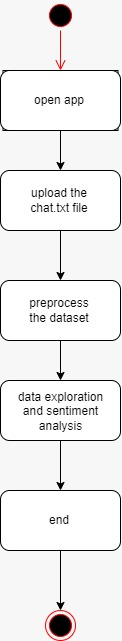 open app
upload the
chat.txt file
preprocess
the dataset
data exploration
and sentiment
analysis
end